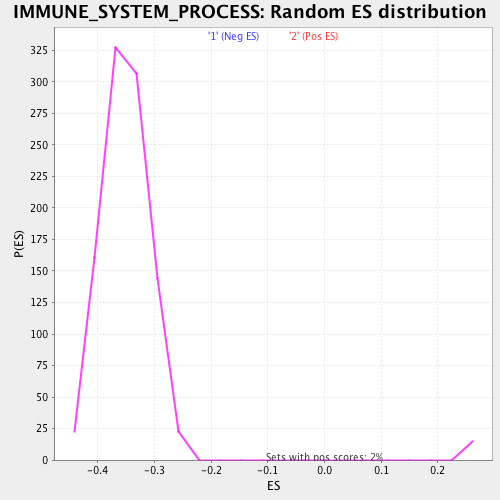 IMMUNE_SYSTEM_PROCESS: Random ES distribution
'1' (Neg ES) '2' (Pos ES)
325
300
275
250
225
200
175
150
125
100
75
50
25
0
P(ES)
Sets with pos scores: 2%
-0.4 -0.3 -0.2 -0.1 0.0 0.1 0.2
ES